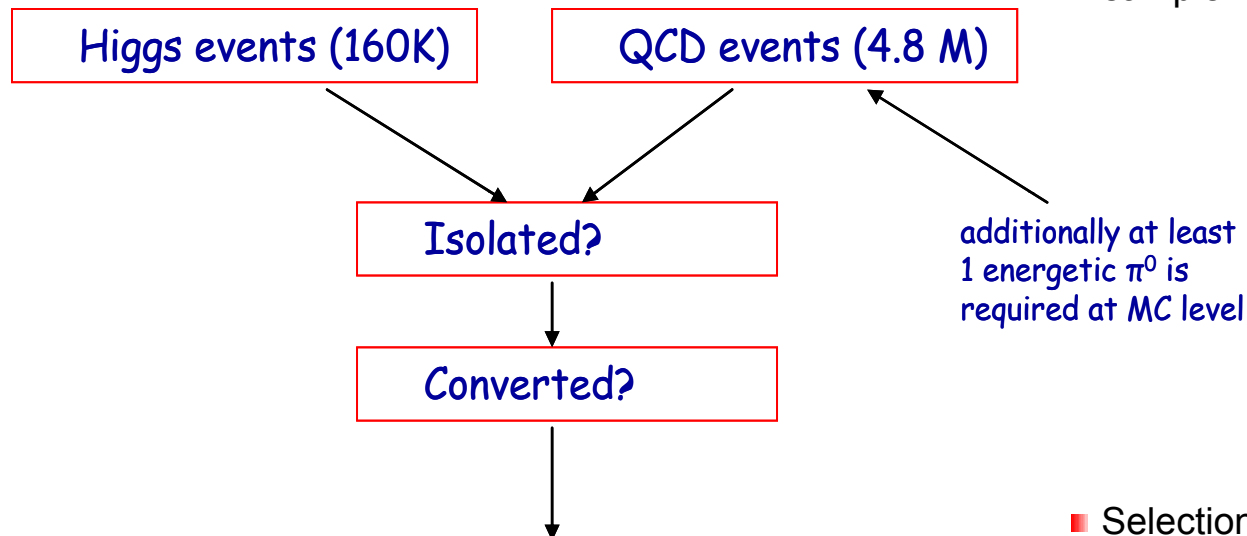 Higgs events (160K)
QCD events (4.8 M)
Isolated?
additionally at least
1 energetic π⁰ is
required at MC level
Converted?
Selection